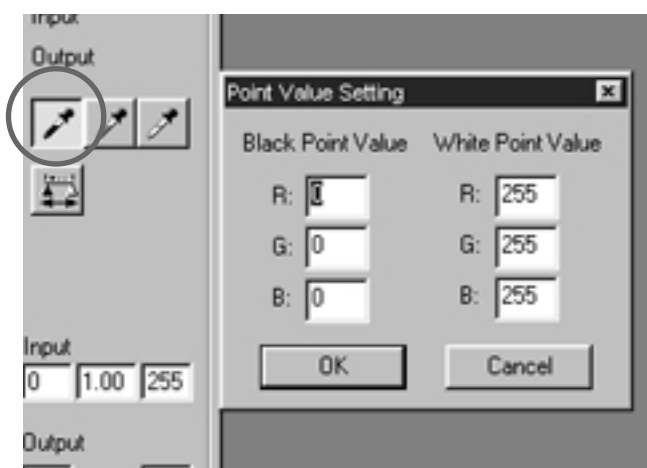 Input
Output
Point Value Setting
Black Point Value White Point Value
R: 0 R: 255
G: 0 G: 255
B: 0 B: 255
OK Cancel
Input
0 1.00 255
Output